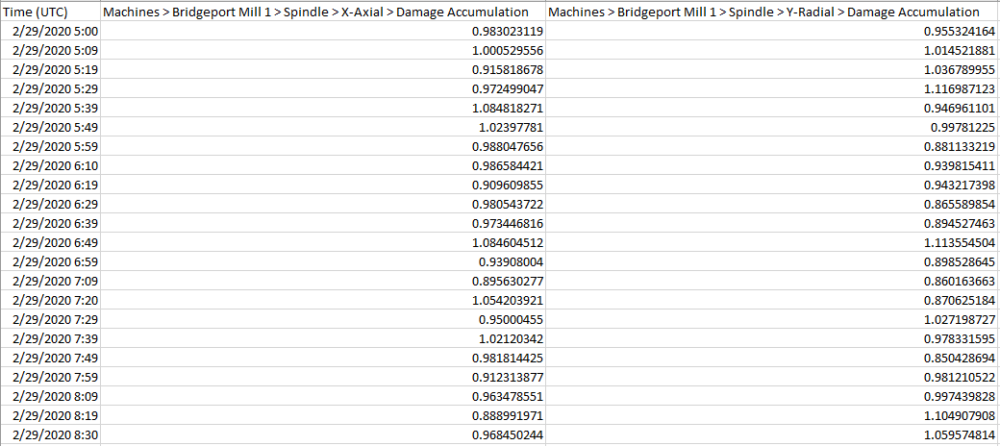 Time (UTC) Machines > Bridgeport Mill 1 > Spindle > X-Axial > Damage Accumulation Machines > Bridgeport Mill 1 > Spindle > Y-Radial > Damage Accumulation
2/29/2020 5:00 0.983023119 0.955324164
2/29/2020 5:09 1.000529556 1.014521881
2/29/2020 5:19 0.915818678 1.036789955
2/29/2020 5:29 0.972499047 1.116987123
2/29/2020 5:39 1.084818271 0.946961101
2/29/2020 5:49 1.02397781 0.99781225
2/29/2020 5:59 0.988047656 0.881133219
2/29/2020 6:10 0.986584421 0.939815411
2/29/2020 6:19 0.909609855 0.943217398
2/29/2020 6:29 0.980543722 0.865589854
2/29/2020 6:39 0.973446816 0.894527463
2/29/2020 6:49 1.084604512 1.113554504
2/29/2020 6:59 0.93908004 0.898528645
2/29/2020 7:09 0.895630277 0.860163663
2/29/2020 7:20 1.054203921 0.870625184
2/29/2020 7:29 0.95000455 1.027198727
2/29/2020 7:39 1.02120342 0.978331595
2/29/2020 7:49 0.981814425 0.850428694
2/29/2020 7:59 0.912313877 0.981210522
2/29/2020 8:09 0.963478551 0.997439828
2/29/2020 8:19 0.888991971 1.104907908
2/29/2020 8:30 0.968450244 1.059574814